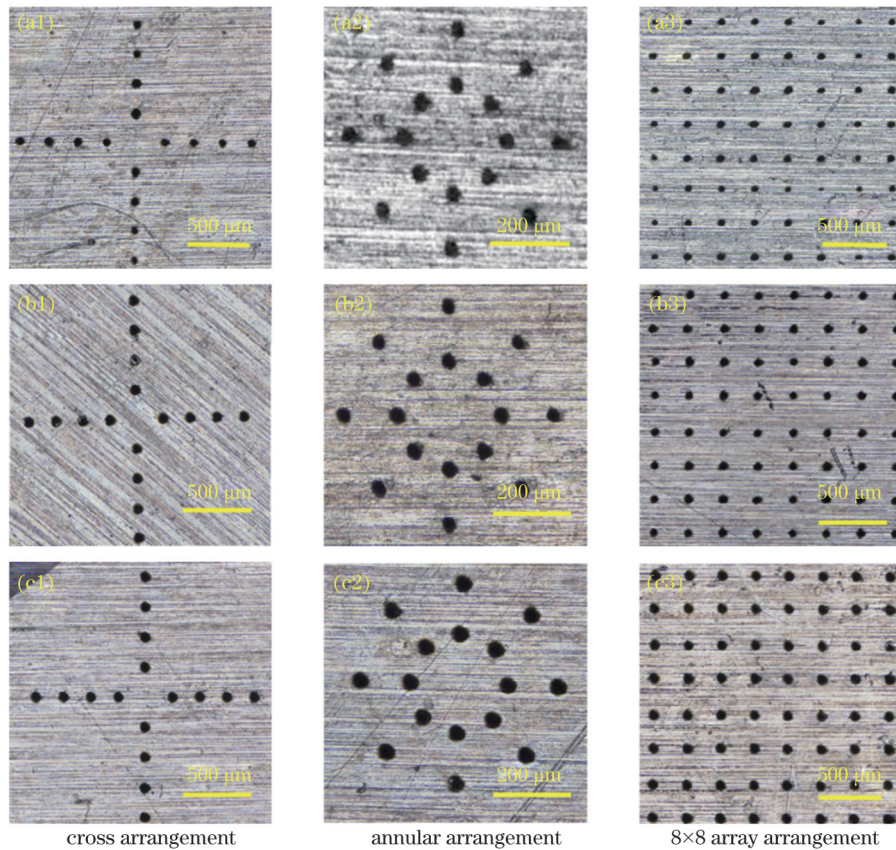 (a1) (a2) (a3)
500 μm 200 μm 500 μm
(b1) (b2) (b3)
500 μm 200 μm 500 μm
(c1) (c2) (c3)
500 μm 200 μm 500 μm
cross arrangement annular arrangement 8×8 array arrangement